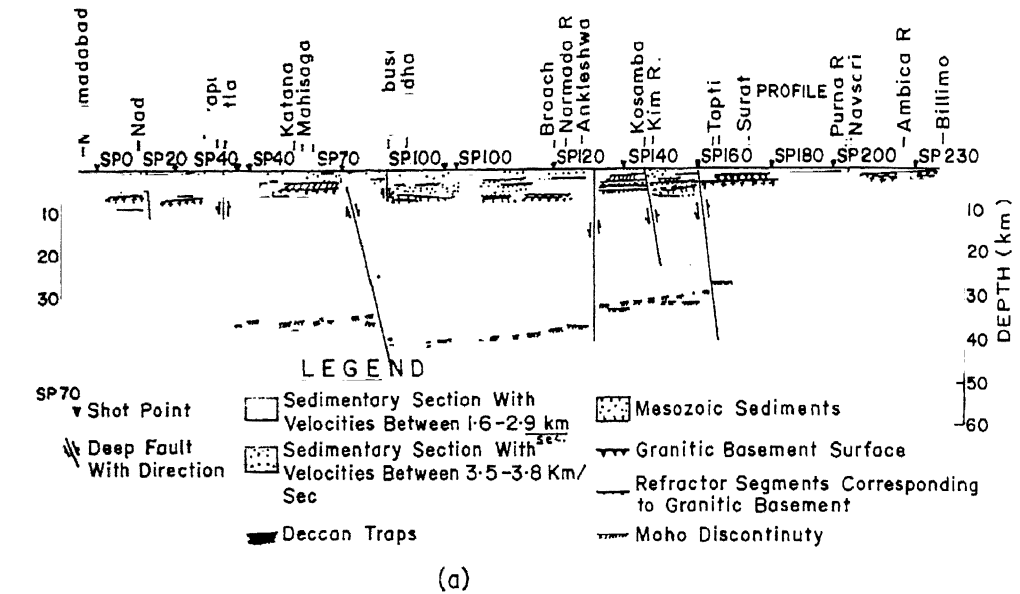 Nad
Katana
Mahisaga
Broach
Narmada R
Ankleshwa
Kosamba
Kim R.
Tapti
Surat
PROFILE
Purna R
Navsari
Ambica R
Billimo
SP0 SP20 SP40 SP40 SP70 SP100 SP100 SP120 SP140 SP160 SP180 SP200 SP 230
10
20
30
10
20
30
40
50
60
DEPTH (km)
LEGEND
SP70
Shot Point
Deep Fault
With Direction
Sedimentary Section With
Velocities Between 1·6-2·9 km
sec.
Sedimentary Section With
Velocities Between 3·5-3·8 Km/
Sec
Deccan Traps
Mesozoic Sediments
Granitic Basement Surface
Refractor Segments Corresponding
to Granitic Basement
Moho Discontinuty
(a)